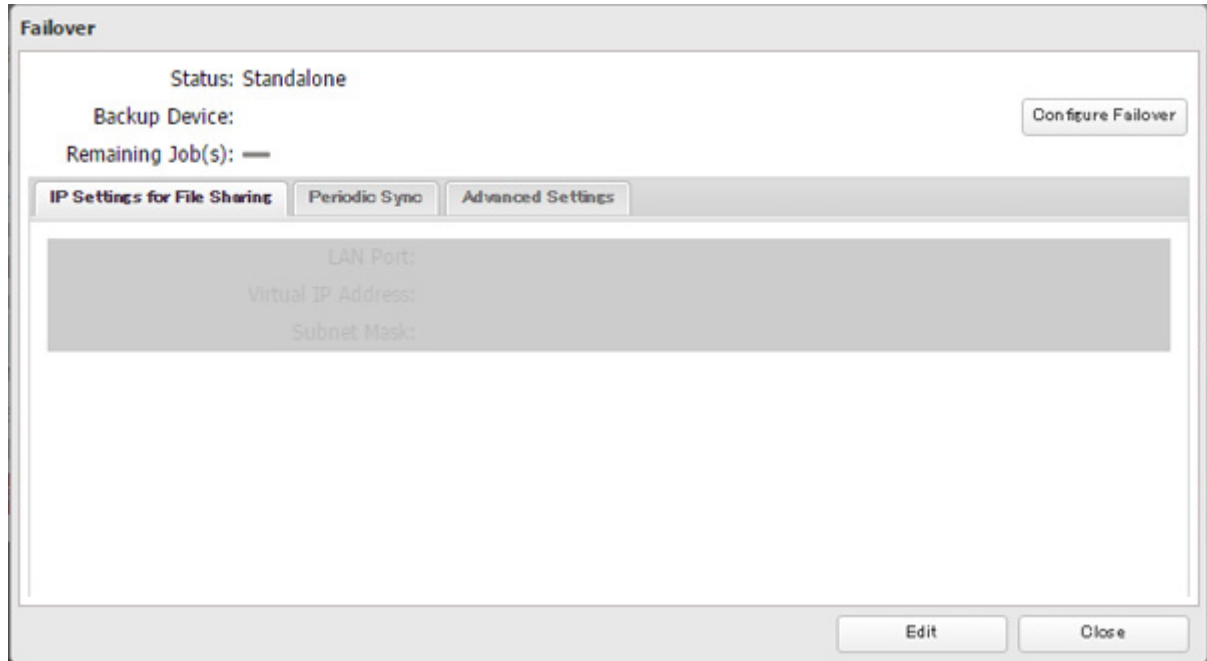 Failover
Status: Standalone
Backup Device:
Configure Failover
Remaining Job(s): —
IP Settings for File Sharing Periodic Sync Advanced Settings
LAN Port:
Virtual IP Address:
Subnet Mask:
Edit Close